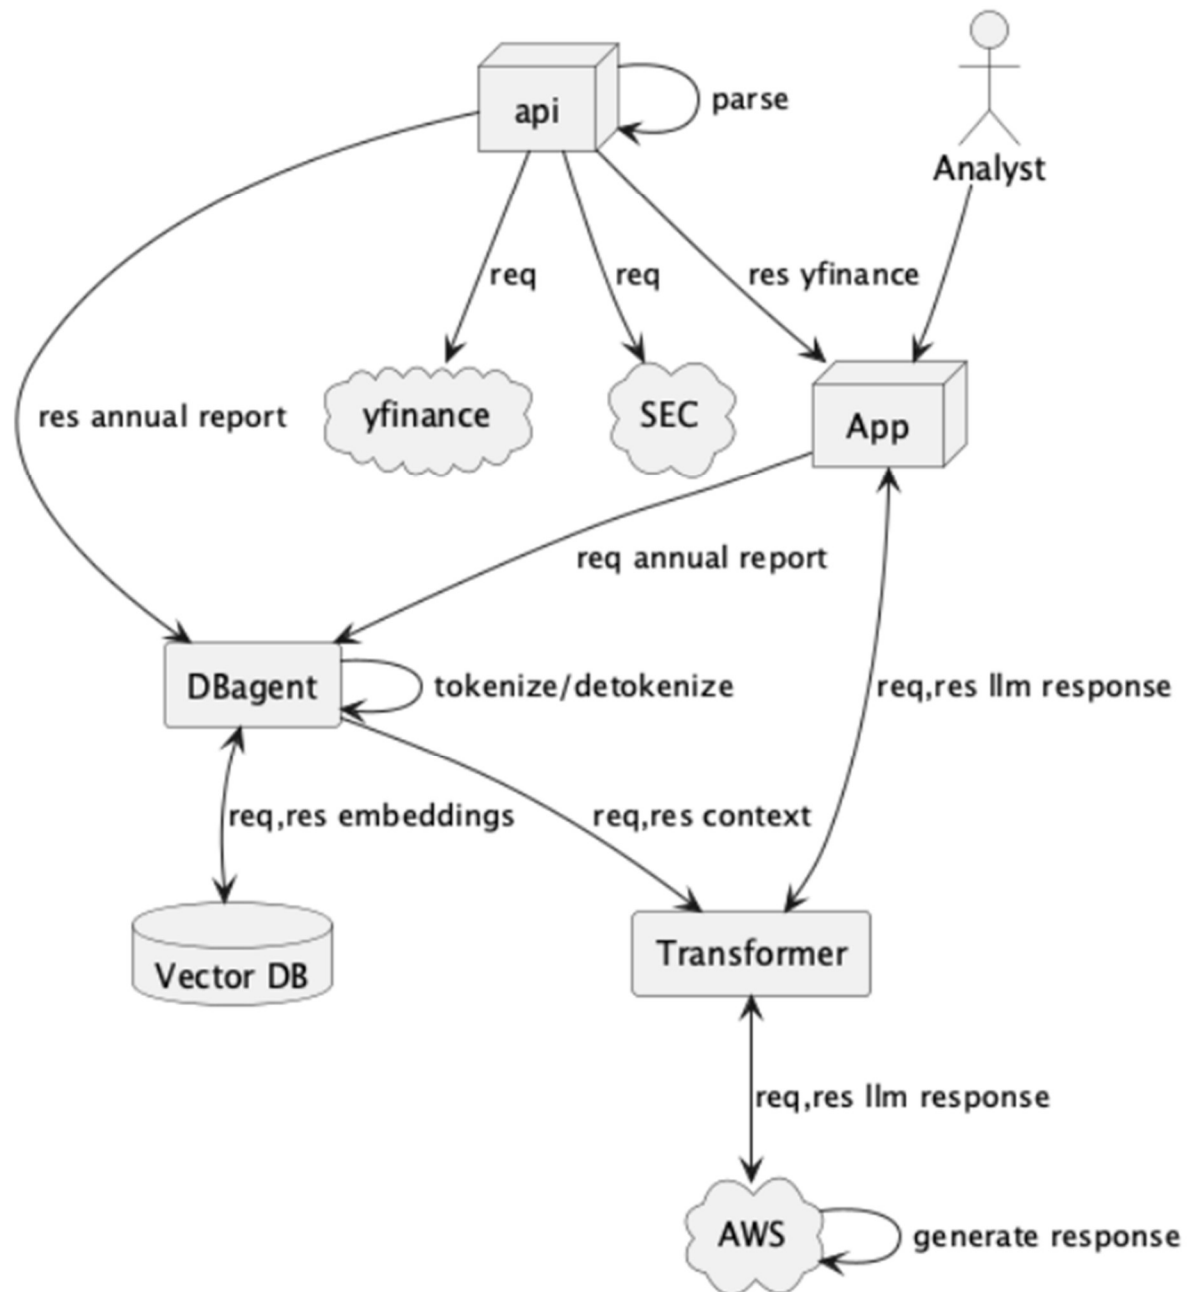 api
parse
Analyst
req
req
res yfinance
res annual report
yfinance
SEC
App
req annual report
DBagent
tokenize/detokenize
req,res llm response
req,res embeddings
req,res context
Vector DB
Transformer
req,res llm response
AWS
generate response